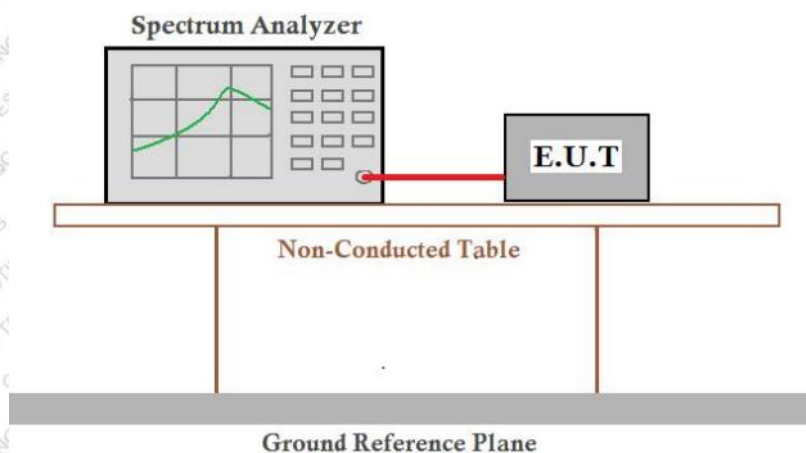 Spectrum Analyzer
E.U.T
Non-Conducted Table
Ground Reference Plane